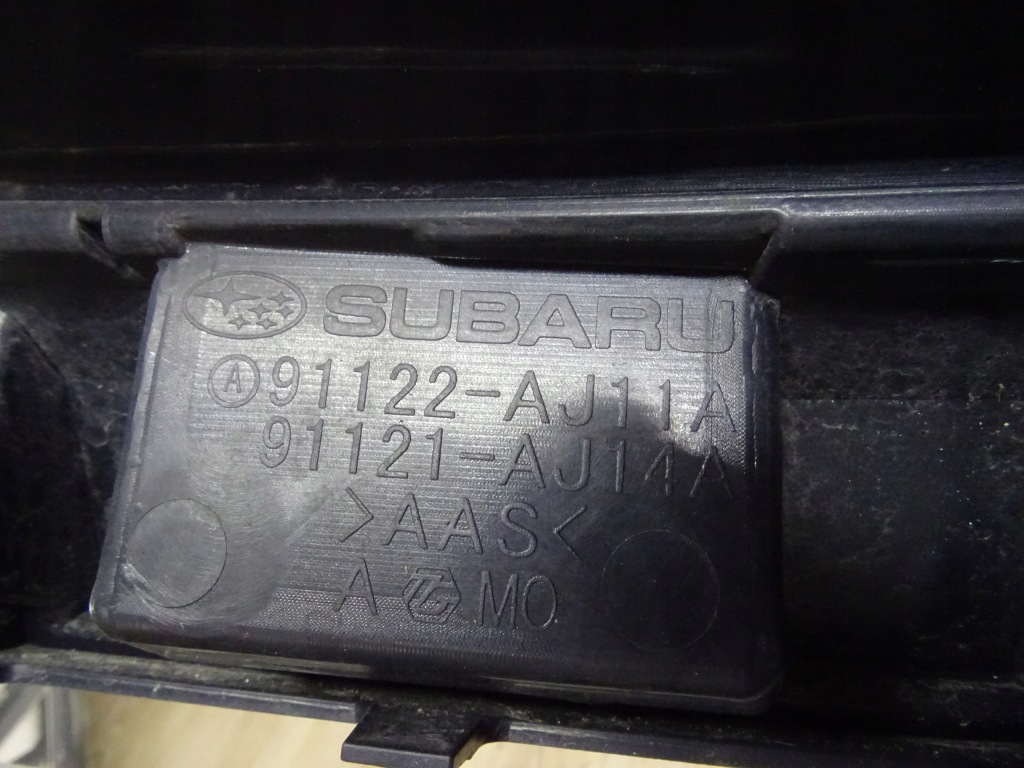 SUBARU
Ⓐ91122-AJ11A
91121-AJ14A
>AAS<
A MO